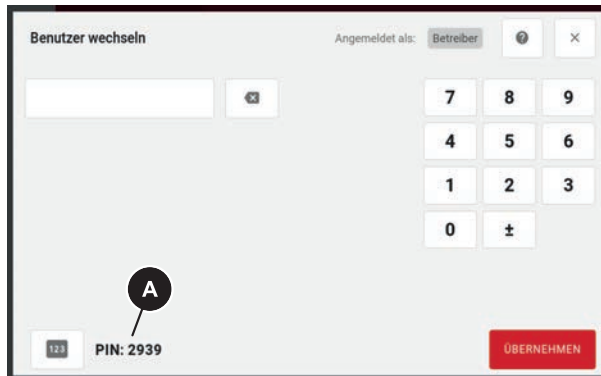 Benutzer wechseln
Angemeldet als: Betreiber ? ×
7 8 9
4 5 6
1 2 3
0 ±
A
123 PIN: 2939
ÜBERNEHMEN